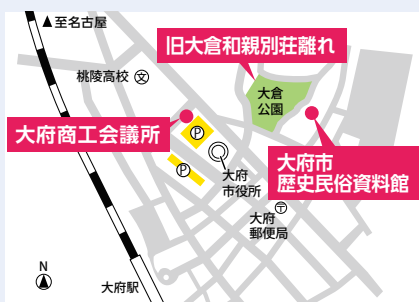 ▲至名古屋
旧大倉和親別荘離れ
桃陵高校 文
大倉
公園
大府商工会議所
P
P
大府
市役所
大府市
歴史民俗資料館
〒
大府
郵便局
N
大府駅